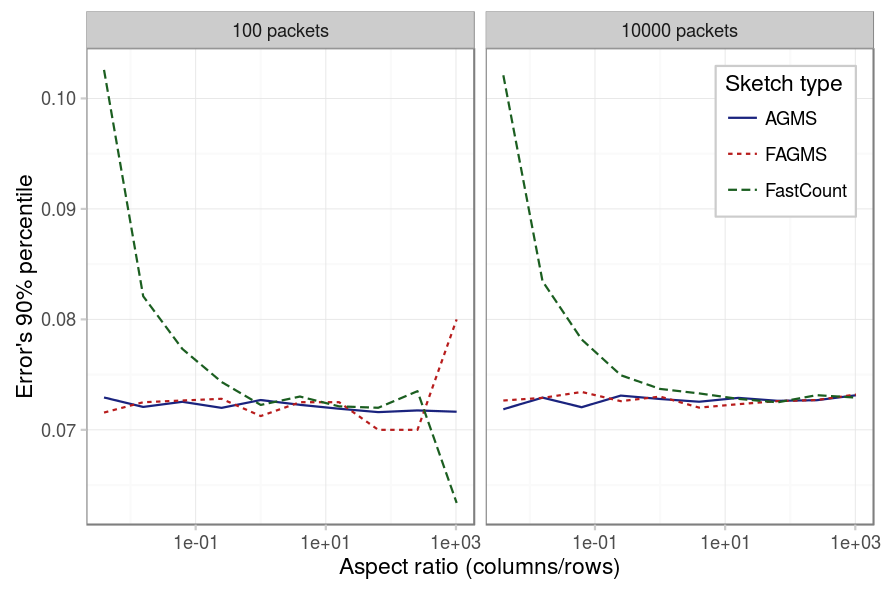 100 packets
10000 packets
Sketch type
AGMS
FAGMS
FastCount
Error's 90% percentile
0.10
0.09
0.08
0.07
1e-01 1e+01 1e+03
1e-01 1e+01 1e+03
Aspect ratio (columns/rows)